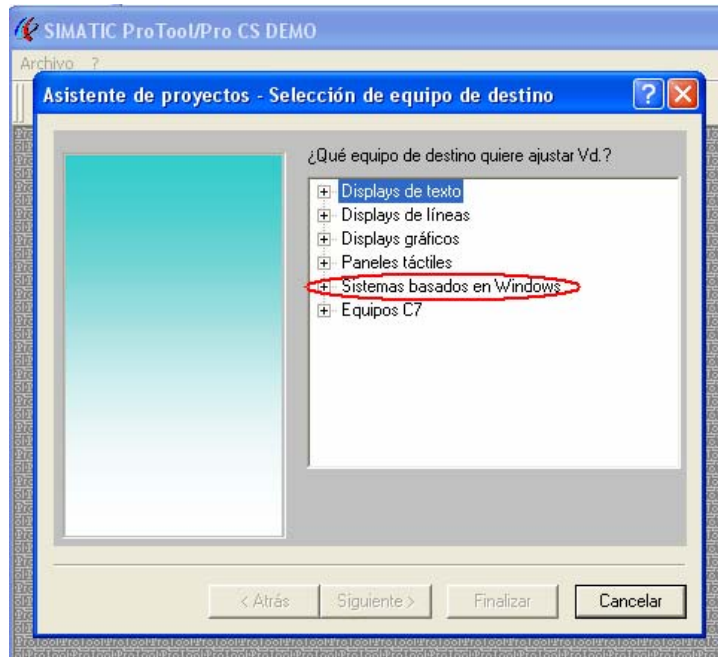 SIMATIC ProTool/Pro CS DEMO
Archivo ?
Asistente de proyectos - Selección de equipo de destino
¿Qué equipo de destino quiere ajustar Vd.?
Displays de texto
Displays de líneas
Displays gráficos
Paneles táctiles
Sistemas basados en Windows
Equipos C7
< Atrás Siguiente > Finalizar Cancelar